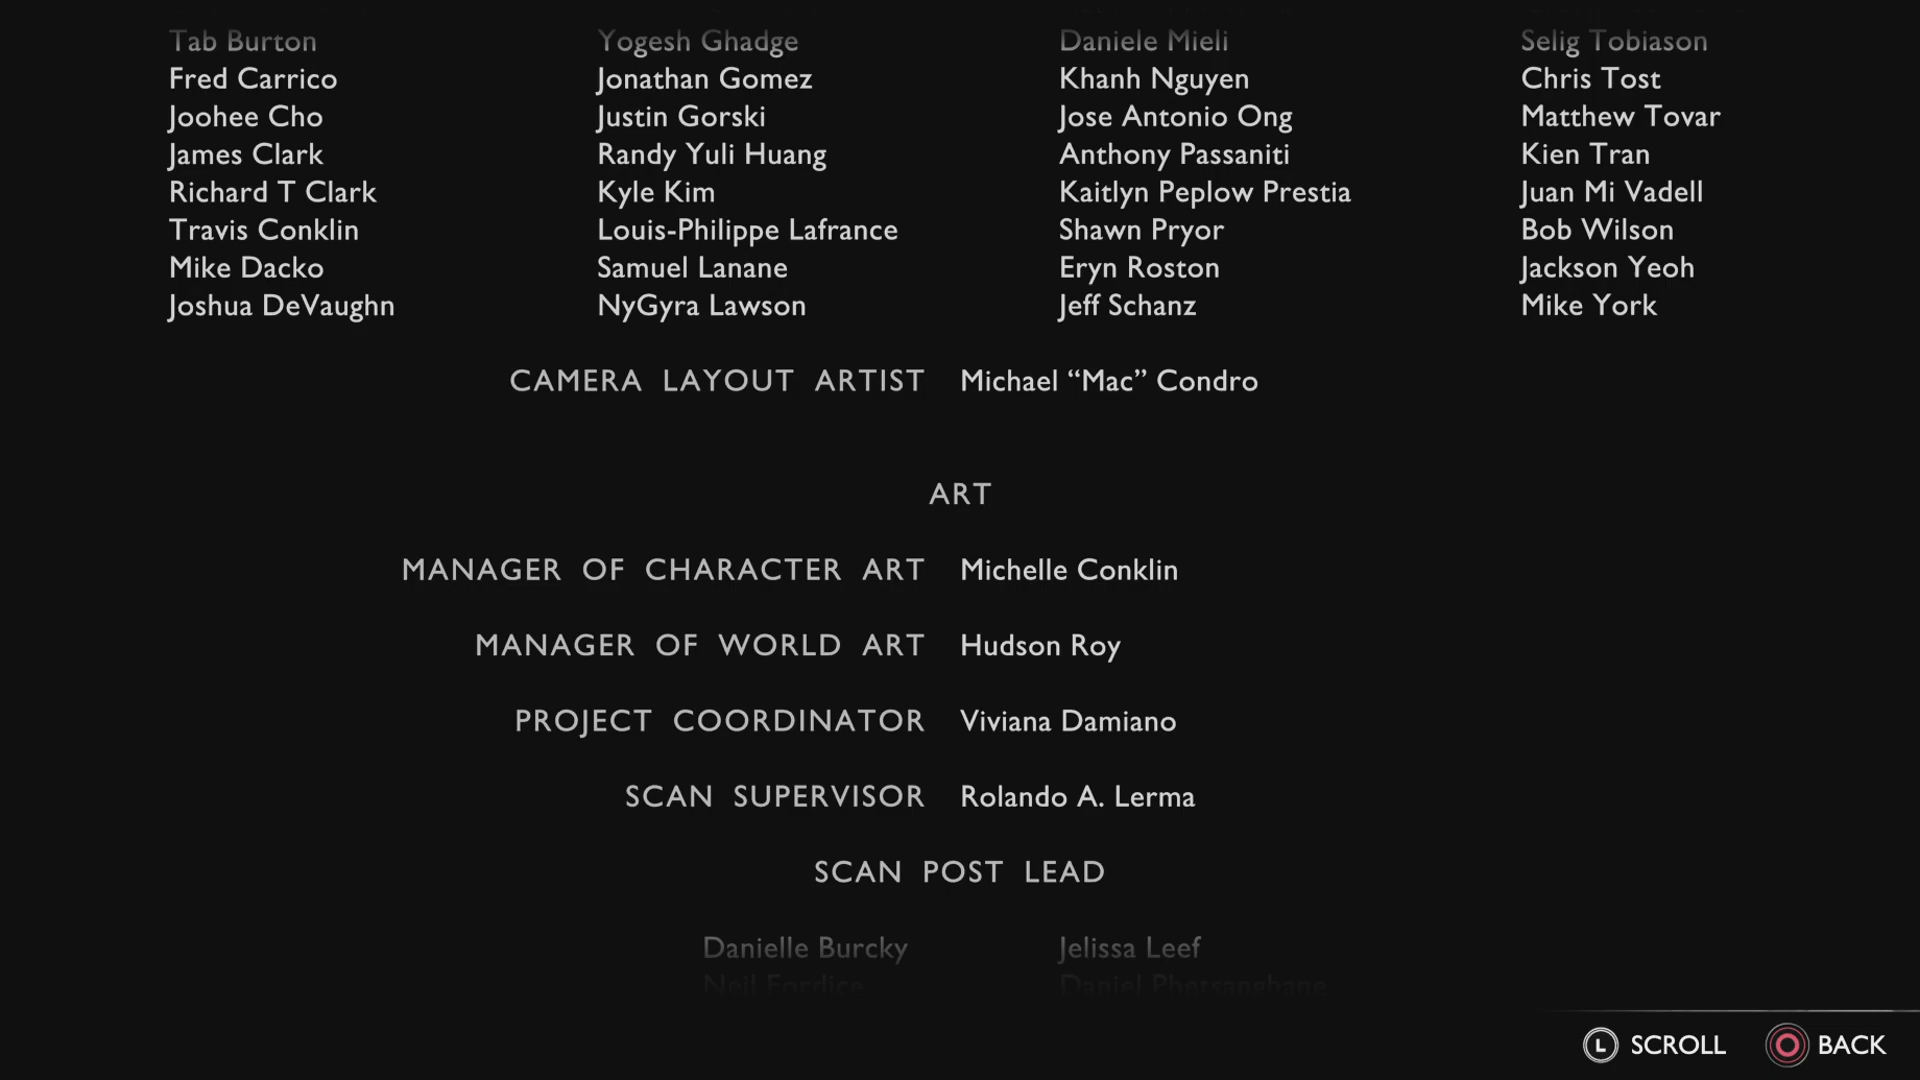 Tab Burton Yogesh Ghadge Daniele Mieli Selig Tobiason
Fred Carrico Jonathan Gomez Khanh Nguyen Chris Tost
Joohee Cho Justin Gorski Jose Antonio Ong Matthew Tovar
James Clark Randy Yuli Huang Anthony Passaniti Kien Tran
Richard T Clark Kyle Kim Kaitlyn Peplow Prestia Juan Mi Vadell
Travis Conklin Louis-Philippe Lafrance Shawn Pryor Bob Wilson
Mike Dacko Samuel Lanane Eryn Roston Jackson Yeoh
Joshua DeVaughn NyGyra Lawson Jeff Schanz Mike York
CAMERA LAYOUT ARTIST Michael “Mac” Condro
ART
MANAGER OF CHARACTER ART Michelle Conklin
MANAGER OF WORLD ART Hudson Roy
PROJECT COORDINATOR Viviana Damiano
SCAN SUPERVISOR Rolando A. Lerma
SCAN POST LEAD
Danielle Burcky Jelissa Leef
Neil Fordice Daniel Phetsanghane
L SCROLL BACK